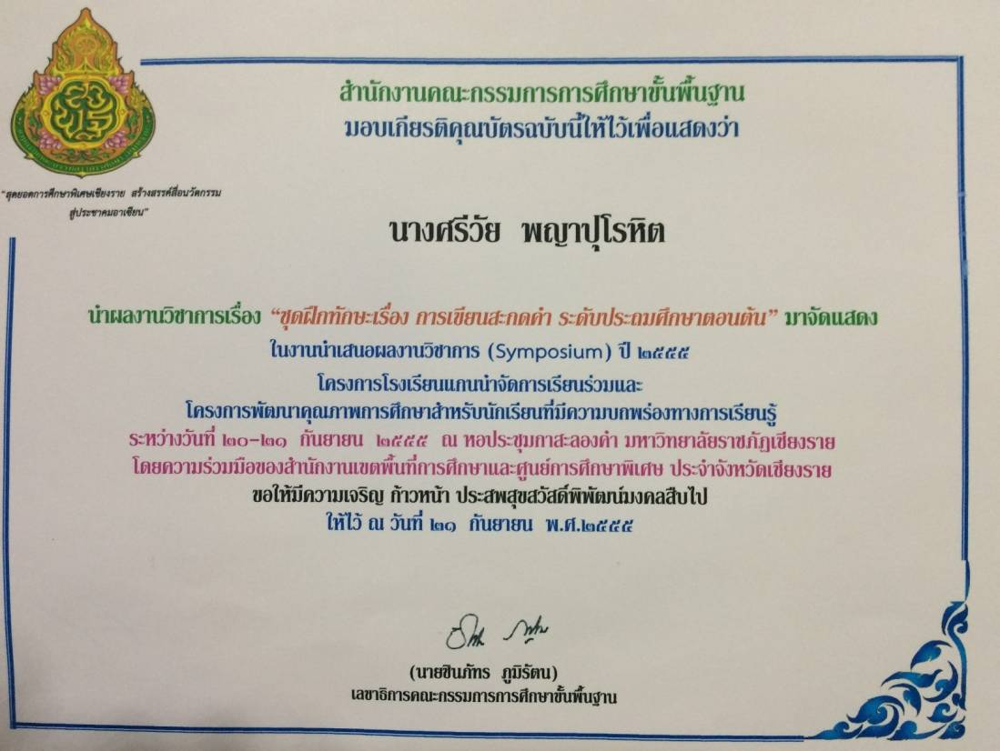 สำนักงานคณะกรรมการการศึกษาขั้นพื้นฐาน
มอบเกียรติคุณบัตรฉบับนี้ให้ไว้เพื่อแสดงว่า
"สุดยอดการศึกษาพิเศษเชียงราย สร้างสรรค์สื่อนวัตกรรม
สู่ประชาคมอาเซียน"
นางศรีวัย พญาปุโรหิต
นำผลงานวิชาการเรื่อง "ชุดฝึกทักษะเรื่อง การเขียนสะกดคำ ระดับประถมศึกษาตอนต้น" มาจัดแสดง
ในงานนำเสนอผลงานวิชาการ (Symposium) ปี ๒๕๕๕
โครงการโรงเรียนแกนนำจัดการเรียนร่วมและ
โครงการพัฒนาคุณภาพการศึกษาสำหรับนักเรียนที่มีความบกพร่องทางการเรียนรู้
ระหว่างวันที่ ๒๐-๒๑ กันยายน ๒๕๕๕ ณ หอประชุมกาสะลองคำ มหาวิทยาลัยราชภัฏเชียงราย
โดยความร่วมมือของสำนักงานเขตพื้นที่การศึกษาและศูนย์การศึกษาพิเศษ ประจำจังหวัดเชียงราย
ขอให้มีความเจริญ ก้าวหน้า ประสพสุขสวัสดิ์พิพัฒน์มงคลสืบไป
ให้ไว้ ณ วันที่ ๒๑ กันยายน พ.ศ.๒๕๕๕
(นายชินภัทร ภูมิรัตน)
เลขาธิการคณะกรรมการการศึกษาขั้นพื้นฐาน